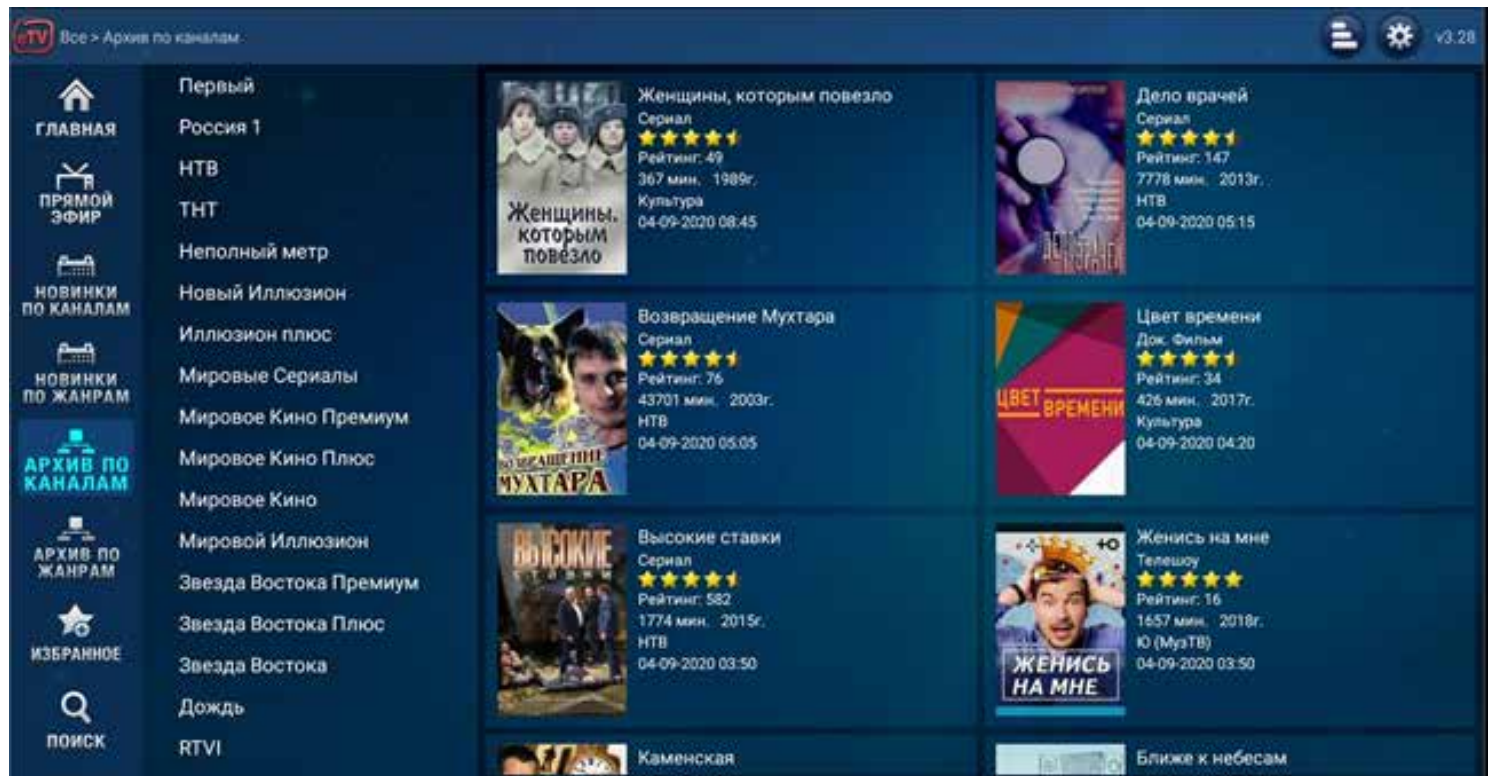 eTV Все > Архив по каналам
v3.28
ГЛАВНАЯ
ПРЯМОЙ
ЭФИР
НОВИНКИ
ПО КАНАЛАМ
НОВИНКИ
ПО ЖАНРАМ
АРХИВ ПО
КАНАЛАМ
АРХИВ ПО
ЖАНРАМ
ИЗБРАННОЕ
ПОИСК
Первый
Россия 1
НТВ
ТНТ
Неполный метр
Новый Иллюзион
Иллюзион плюс
Мировые Сериалы
Мировое Кино Премиум
Мировое Кино Плюс
Мировое Кино
Мировой Иллюзион
Звезда Востока Премиум
Звезда Востока Плюс
Звезда Востока
Дождь
RTVI
Женщины,
которым
повезло
Женщины, которым повезло
Сериал
Рейтинг: 49
367 мин. 1989г.
Культура
04-09-2020 08:45
Дело врачей
Сериал
Рейтинг: 147
7778 мин. 2013г.
НТВ
04-09-2020 05:15
ВОЗВРАЩЕНИЕ
МУХТАРА
Возвращение Мухтара
Сериал
Рейтинг: 76
43701 мин. 2003г.
НТВ
04-09-2020 05:05
ЦВЕТ ВРЕМЕНИ
Цвет времени
Док. Фильм
Рейтинг: 34
426 мин. 2017г.
Культура
04-09-2020 04:20
ВЫСОКИЕ
Высокие ставки
Сериал
Рейтинг: 582
1774 мин. 2015г.
НТВ
04-09-2020 03:50
+Ю
ЖЕНИСЬ
НА МНЕ
Женись на мне
Телешоу
Рейтинг: 16
1657 мин. 2018г.
Ю (МузТВ)
04-09-2020 03:50
Каменская
Ближе к небесам